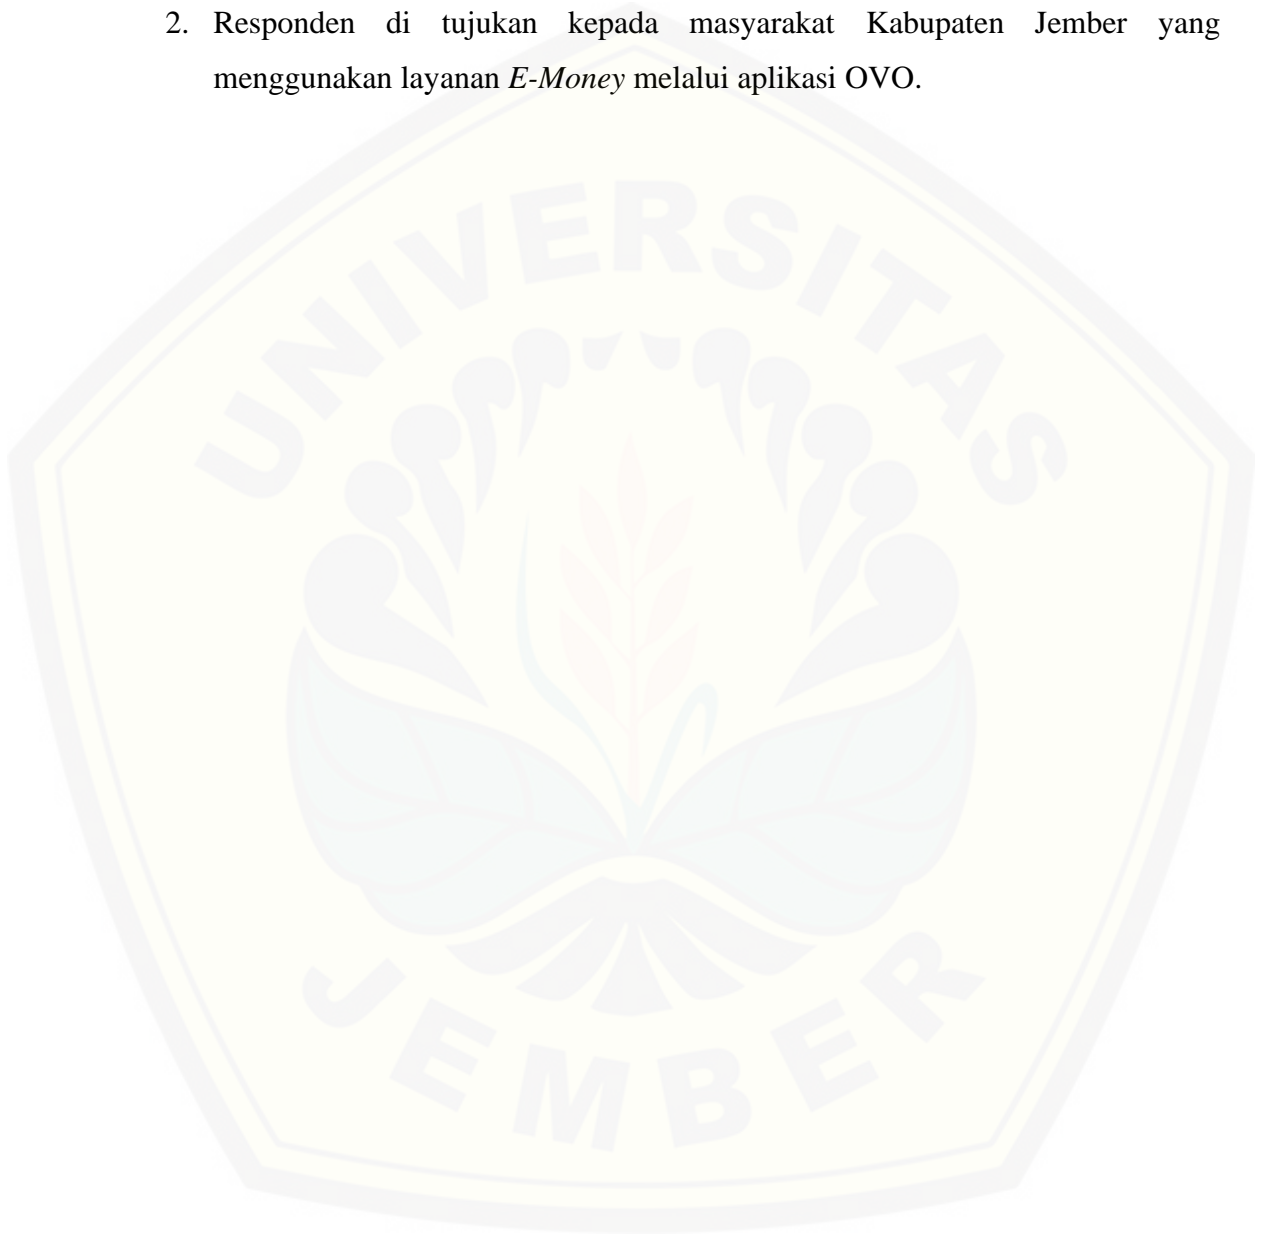 2. Responden di tujukan kepada masyarakat Kabupaten Jember yang
menggunakan layanan E-Money melalui aplikasi OVO.
UNIVERSITAS
JEMBER